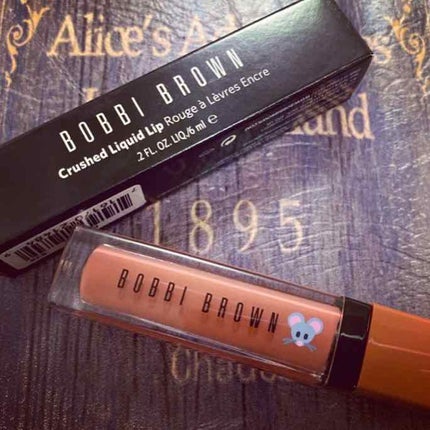 Alice's Ad
BOBBI BROWN
Crushed Liquid Lip Rouge à Lèvres Encre
.2 FL. OZ. LIQ./6 ml ℮
land
1895
BOBBI BROWN